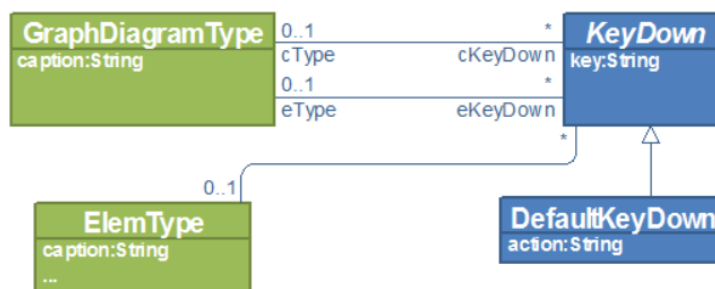 GraphDiagramType
caption:String
0..1
*
cType
cKeyDown
0..1
*
eType
eKeyDown
KeyDown
key:String
*
0..1
ElemType
caption:String
...
DefaultKeyDown
action:String